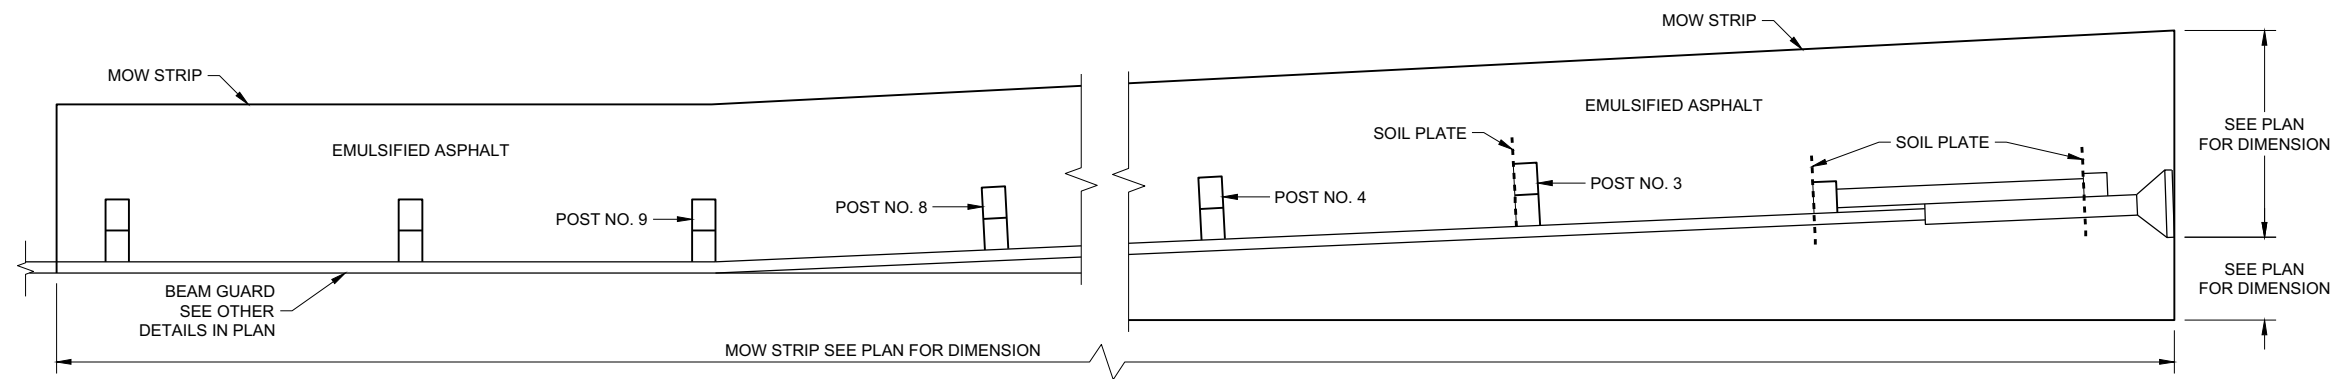 MOW STRIP
MOW STRIP
EMULSIFIED ASPHALT
EMULSIFIED ASPHALT
SOIL PLATE
SOIL PLATE
SEE PLAN
FOR DIMENSION
POST NO. 9
POST NO. 8
POST NO. 4
POST NO. 3
SEE PLAN
FOR DIMENSION
BEAM GUARD
SEE OTHER
DETAILS IN PLAN
MOW STRIP SEE PLAN FOR DIMENSION